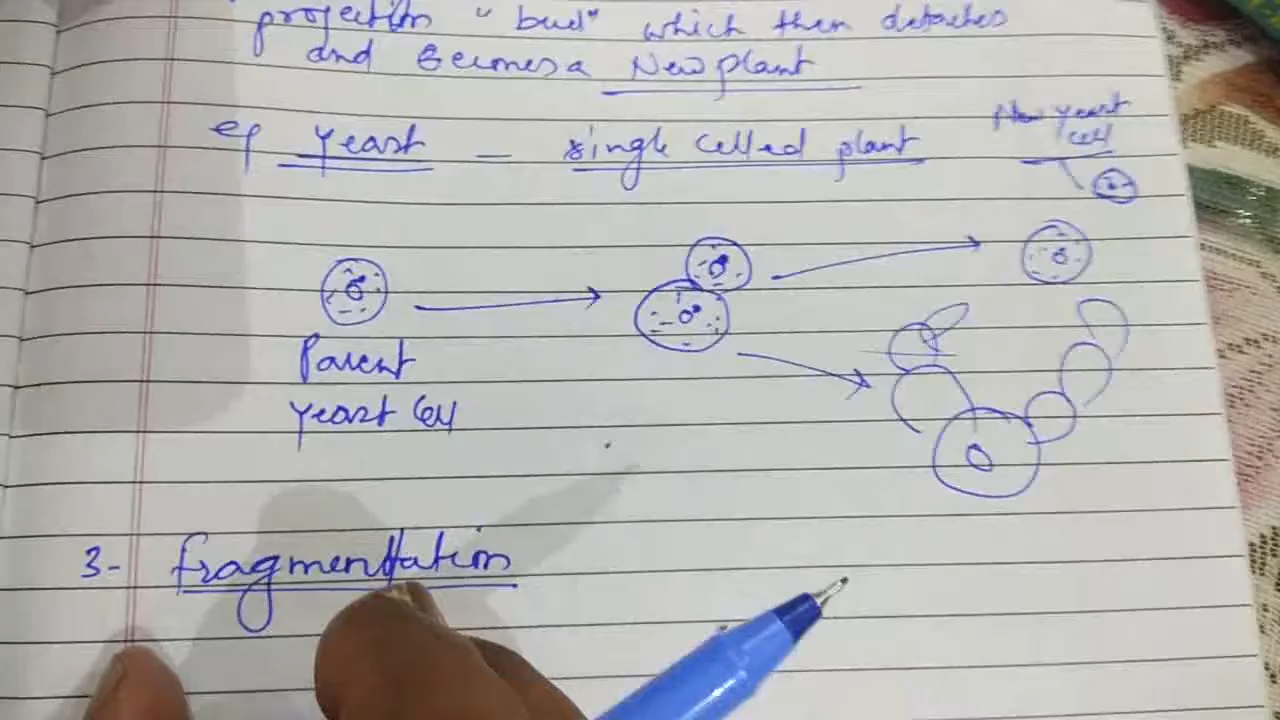 projection "bud" which then detaches
and becomes a New plant
eg Yeast - single celled plant
New yeast
cell
Parent
yeast cell
3- fragmentation